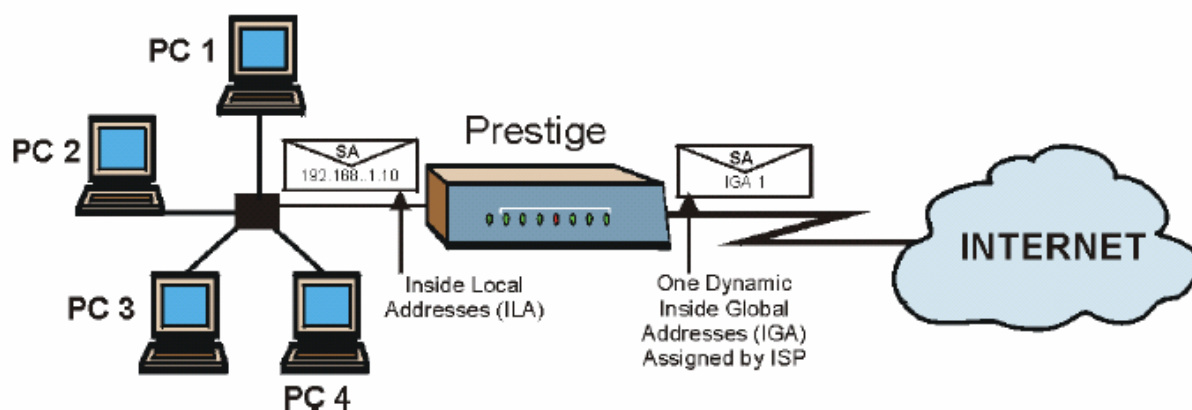 PC 1
PC 2
PC 3
PC 4
SA
192.168..1.10
Prestige
SA
IGA 1
Inside Local
Addresses (ILA)
One Dynamic
Inside Global
Addresses (IGA)
Assigned by ISP
INTERNET